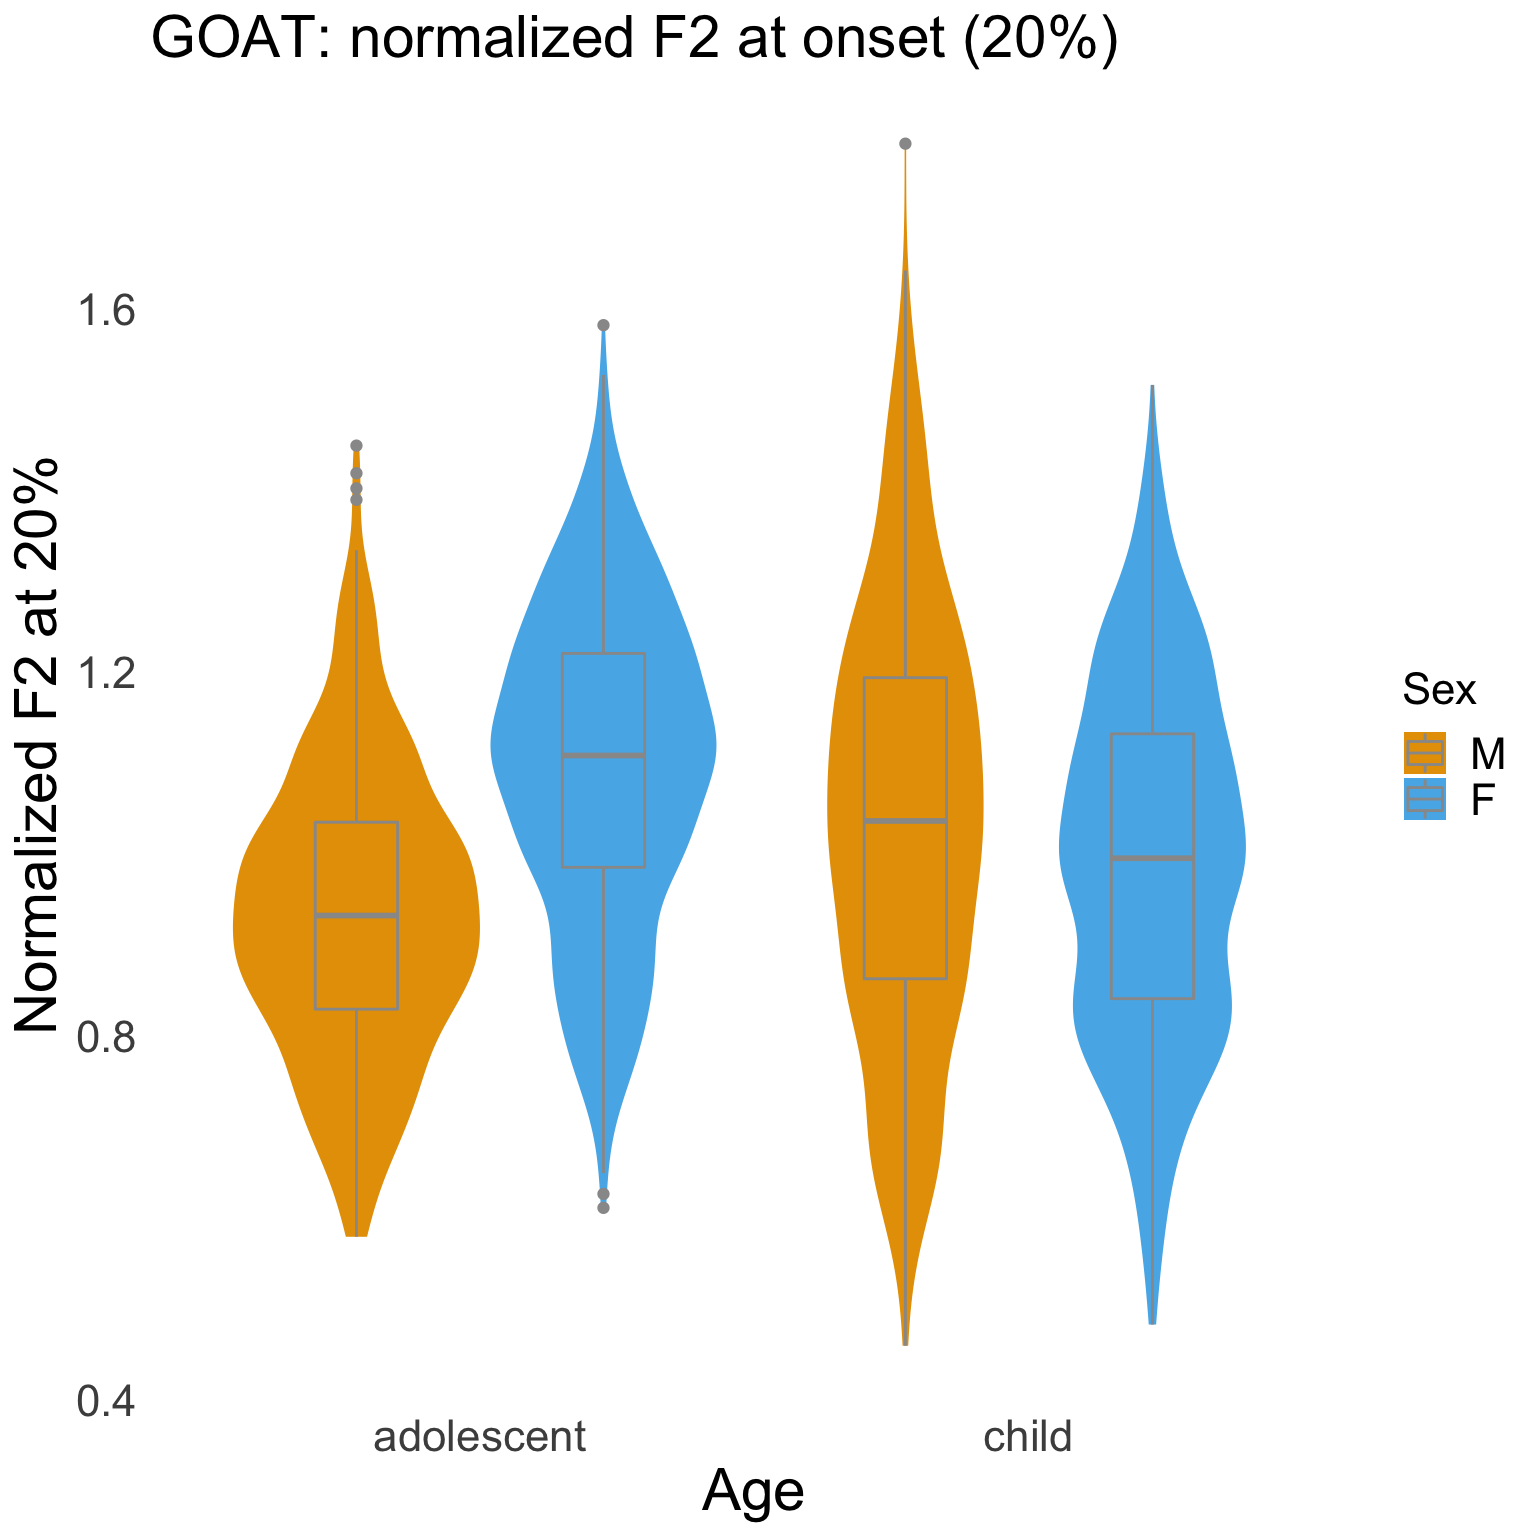 GOAT: normalized F2 at onset (20%)
Normalized F2 at 20%
1.6
1.2
0.8
0.4
adolescent child
Age
Sex
M
F